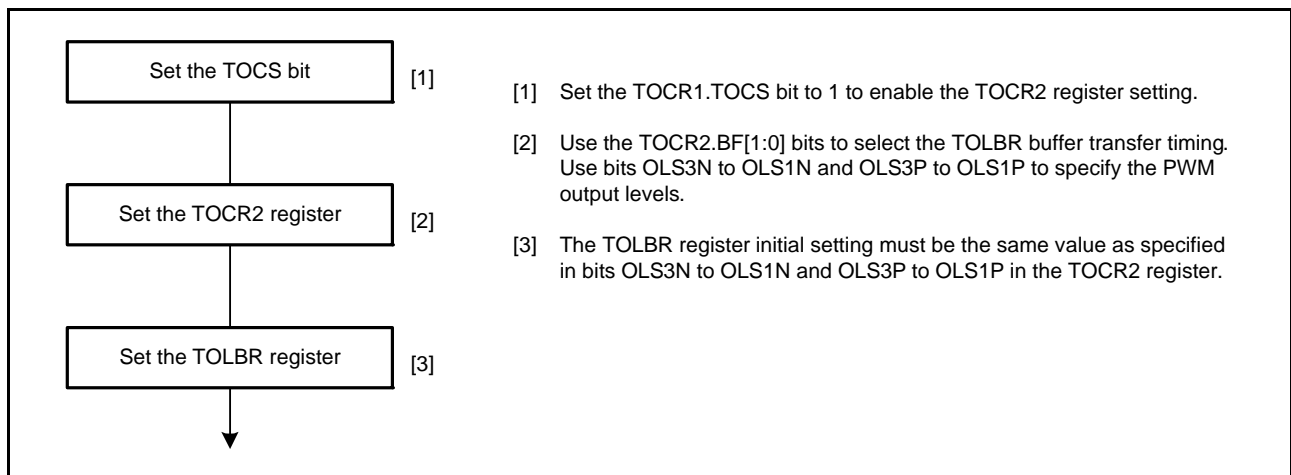 Set the TOCS bit
[1]
[1] Set the TOCR1.TOCS bit to 1 to enable the TOCR2 register setting.
[2] Use the TOCR2.BF[1:0] bits to select the TOLBR buffer transfer timing.
Use bits OLS3N to OLS1N and OLS3P to OLS1P to specify the PWM
output levels.
Set the TOCR2 register
[2]
[3] The TOLBR register initial setting must be the same value as specified
in bits OLS3N to OLS1N and OLS3P to OLS1P in the TOCR2 register.
Set the TOLBR register
[3]